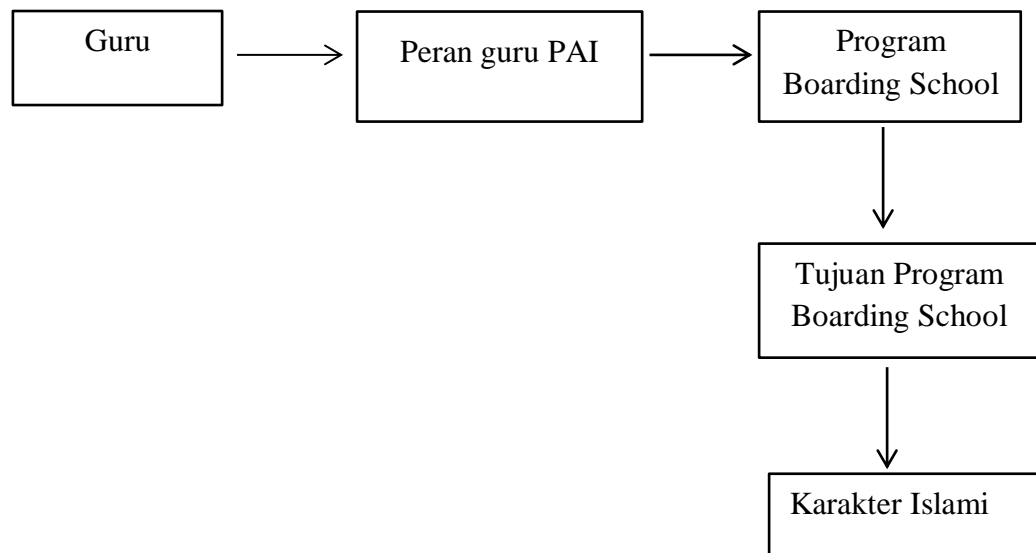 Guru
Peran guru PAI
Program
Boarding School
Tujuan Program
Boarding School
Karakter Islami